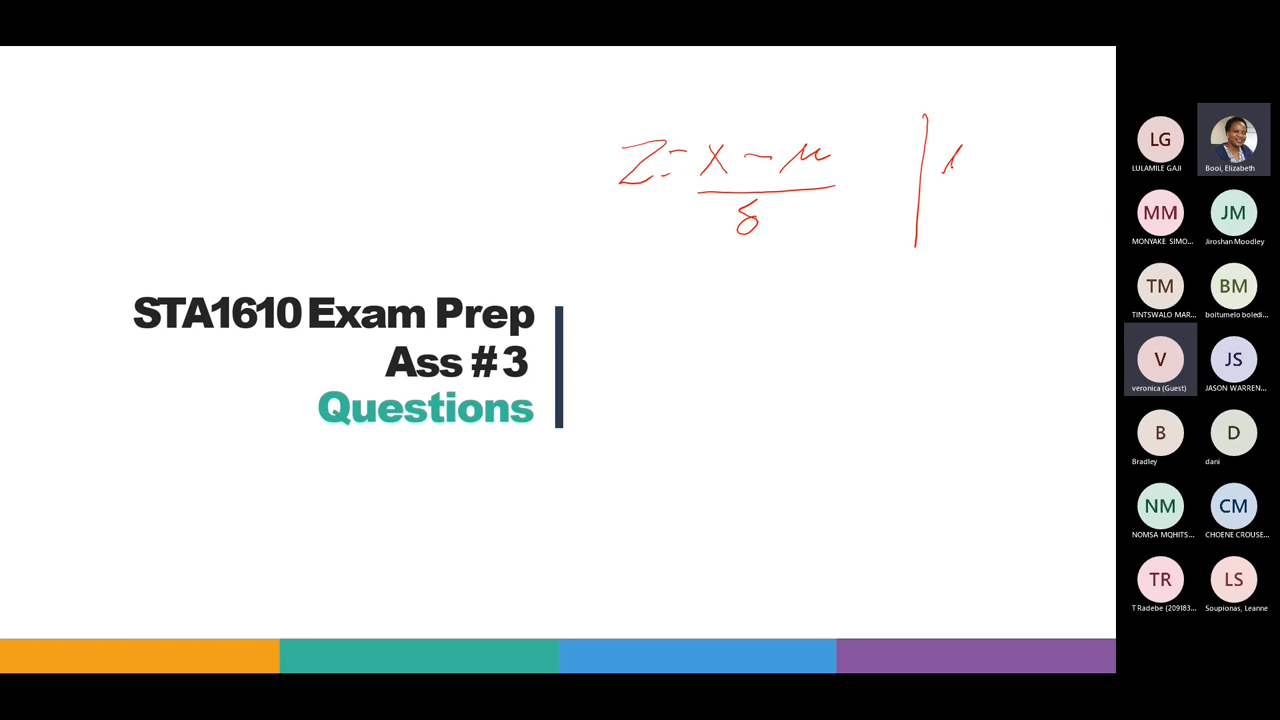 Z = x - μ
δ
STA1610 Exam Prep
Ass # 3
Questions
LG
LULAMILE GAJI
Booi, Elizabeth
MM
MONYAKE SIMO...
JM
Jiroshan Moodley
TM
TINTSWALO MAR...
BM
boitumelo boledi...
V
veronica (Guest)
JS
JASON WARREN...
B
Bradley
D
dani
NM
NOMSA MQHITS...
CM
CHOENE CROUSE...
TR
T Radebe (209183...
LS
Soupionas, Leanne